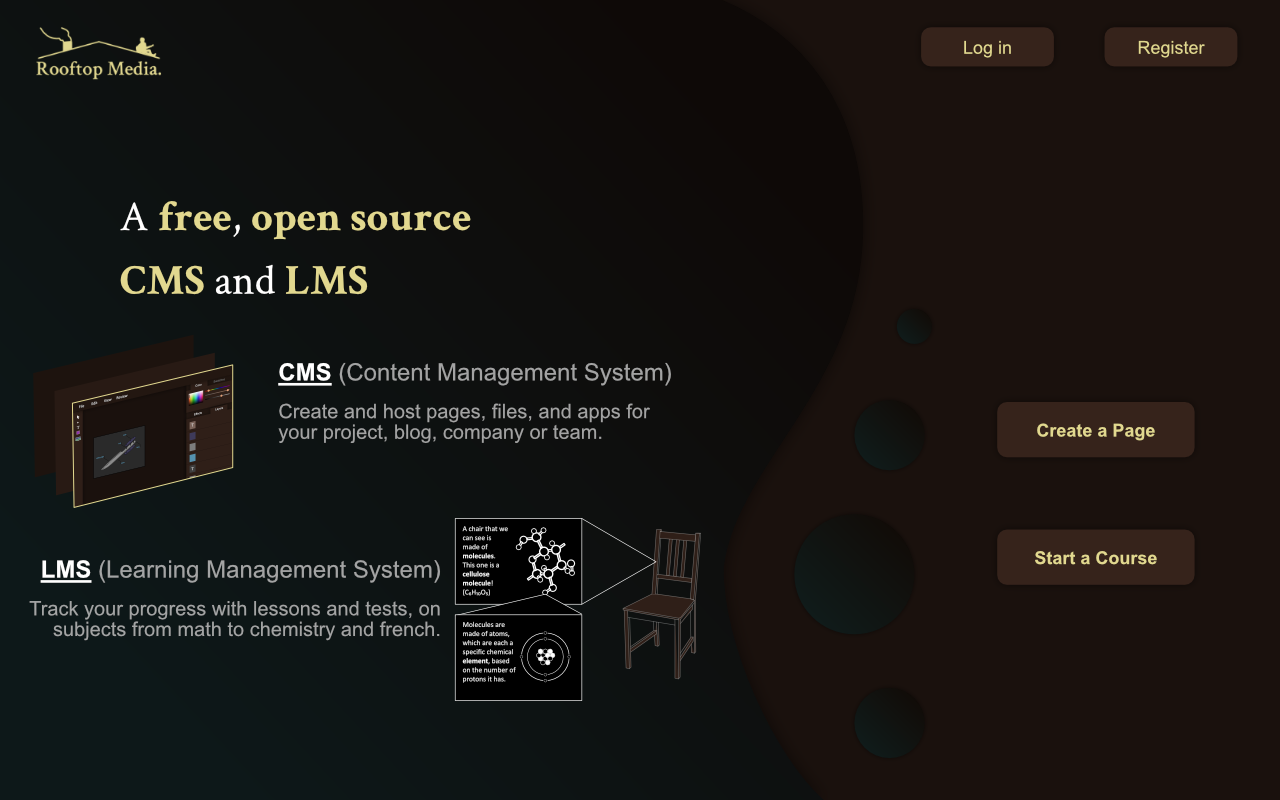 Rooftop Media.
Log in
Register
A free, open source
CMS and LMS
CMS (Content Management System)
Create and host pages, files, and apps for
your project, blog, company or team.
Create a Page
Start a Course
LMS (Learning Management System)
Track your progress with lessons and tests, on
subjects from math to chemistry and french.
A chair that we
can see is
made of
molecules.
This one is a
cellulose
molecule!
(C₆H₁₀O₅)
Molecules are
made of atoms,
which are each a
specific chemical
element, based
on the number of
protons it has.